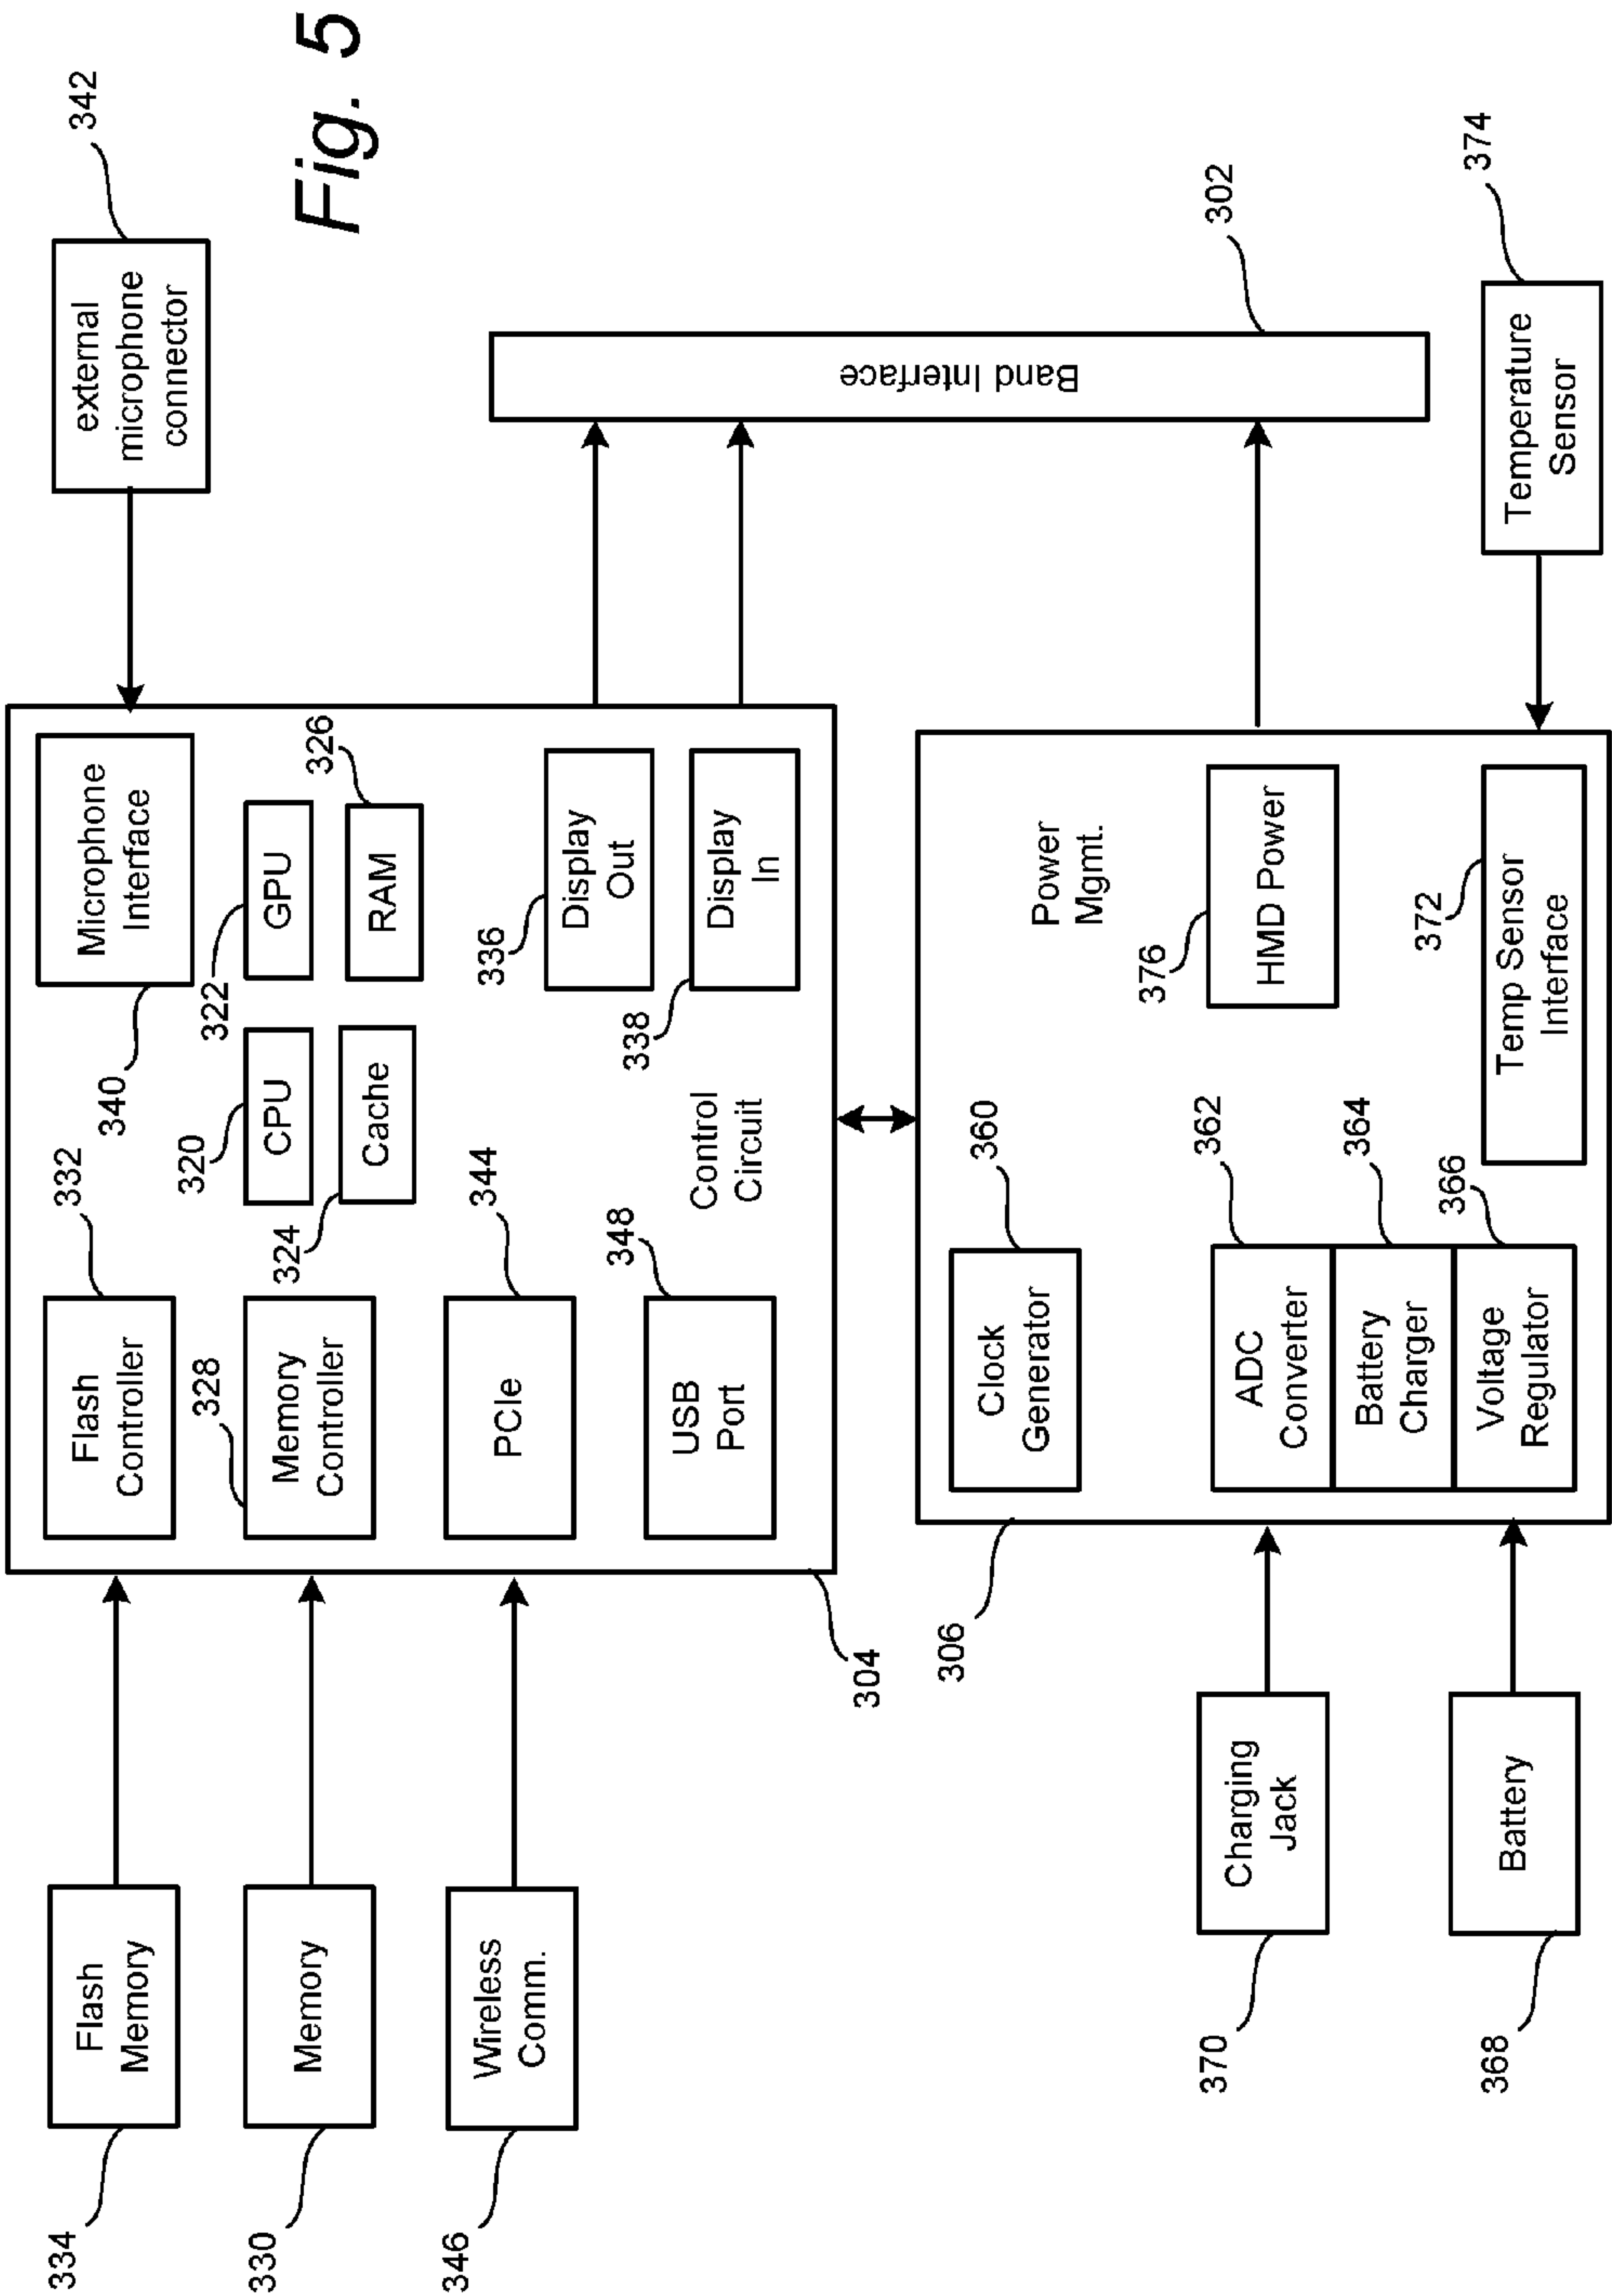 Fig. 5
334
Flash
Memory
330
Memory
346
Wireless
Comm.
332
Flash
Controller
328
Memory
Controller
344
PCIe
348
USB
Port
340
Microphone
Interface
320
CPU
322
GPU
324
Cache
326
RAM
336
Display
Out
338
Display
In
Control
Circuit
304
342
external
microphone
connector
Band Interface
302
306
360
Clock
Generator
Power
Mgmt.
362
ADC
Converter
364
Battery
Charger
366
Voltage
Regulator
376
HMD Power
372
Temp Sensor
Interface
370
Charging
Jack
368
Battery
374
Temperature
Sensor